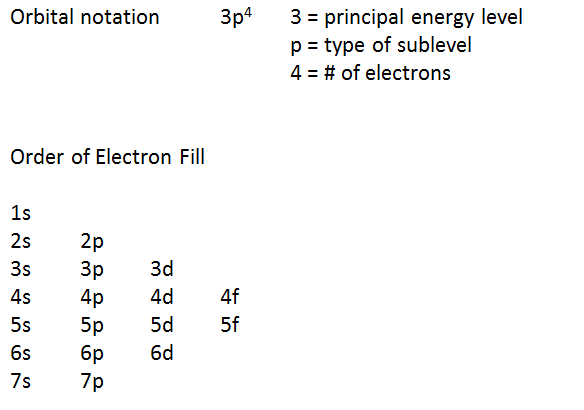 Orbital notation 3p⁴ 3 = principal energy level
p = type of sublevel
4 = # of electrons
Order of Electron Fill
1s
2s 2p
3s 3p 3d
4s 4p 4d 4f
5s 5p 5d 5f
6s 6p 6d
7s 7p